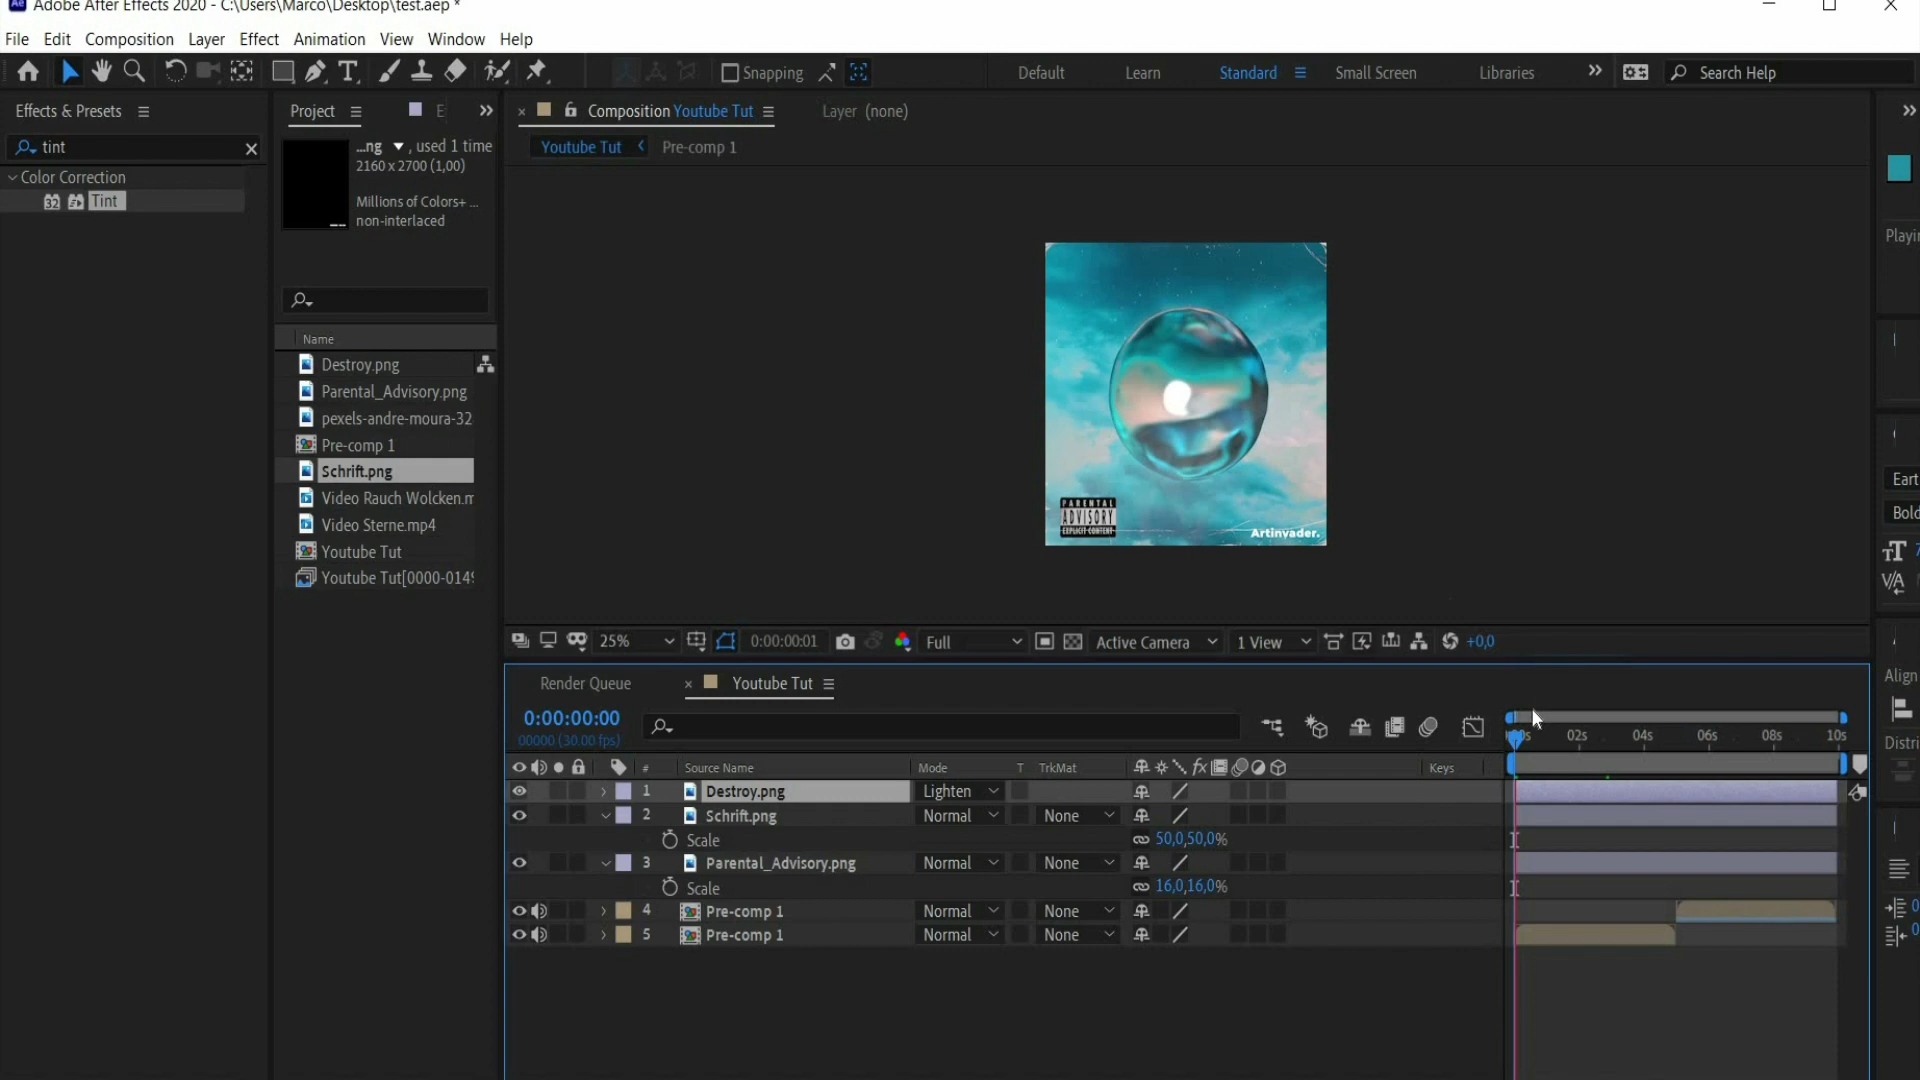 Adobe After Effects 2020 - C:\Users\Marco\Desktop\test.aep *
File Edit Composition Layer Effect Animation View Window Help
Snapping Default Learn Standard Small Screen Libraries Search Help
Effects & Presets
tint
Color Correction
32 Tint
Project
E
...ng , used 1 time
2160 x 2700 (1,00)
Millions of Colors+ ...
non-interlaced
Name
Destroy.png
Parental_Advisory.png
pexels-andre-moura-32
Pre-comp 1
Schrift.png
Video Rauch Wolcken.m
Video Sterne.mp4
Youtube Tut
Youtube Tut[0000-0149
Composition Youtube Tut Layer (none)
Youtube Tut Pre-comp 1
PARENTAL
ADVISORY
EXPLICIT CONTENT
Artinvader.
25% 0:00:00:01 Full Active Camera 1 View +0,0
Render Queue Youtube Tut
0:00:00:00
00000 (30.00 fps)
02s 04s 06s 08s 10s
# Source Name Mode T TrkMat fx Keys
1 Destroy.png Lighten
2 Schrift.png Normal None
Scale 50,0,50,0%
3 Parental_Advisory.png Normal None
Scale 16,0,16,0%
4 Pre-comp 1 Normal None
5 Pre-comp 1 Normal None
Playin
Eart
Bold
Align
Distri